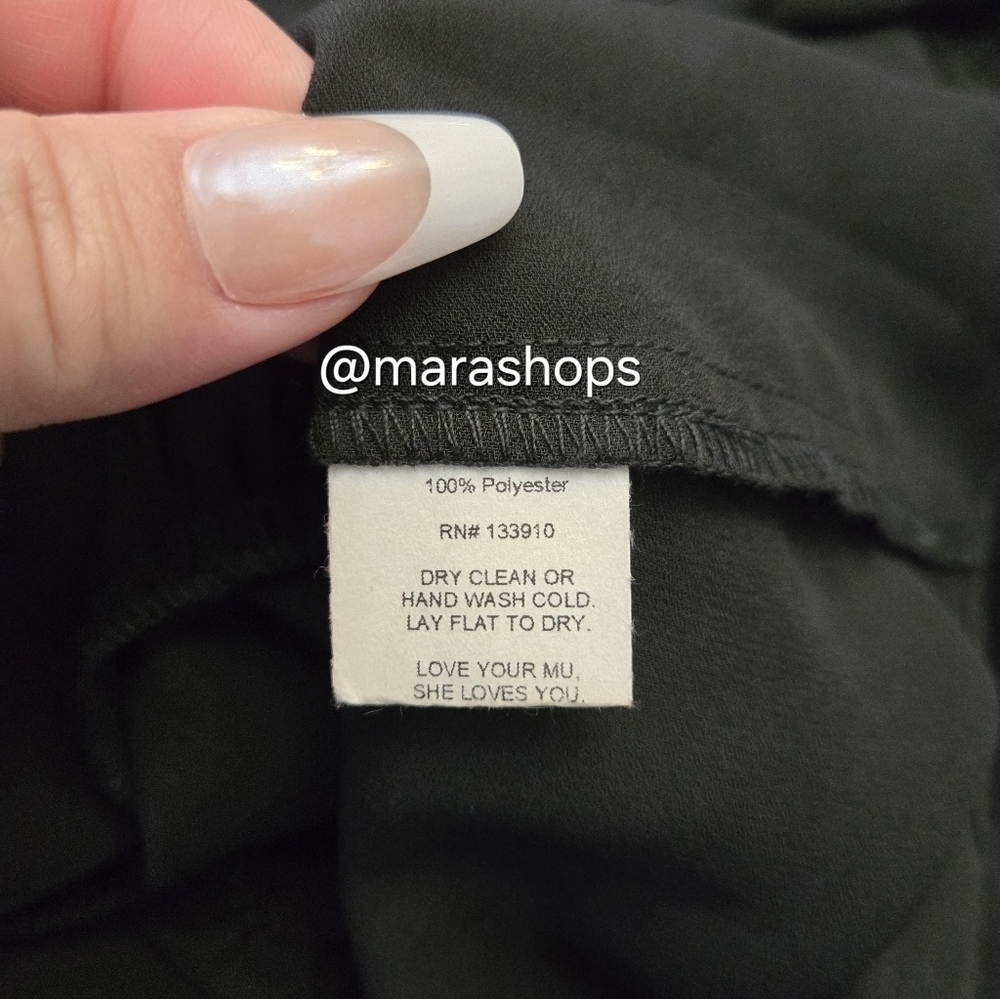 @marashops
100% Polyester
RN# 133910
DRY CLEAN OR
HAND WASH COLD.
LAY FLAT TO DRY.
LOVE YOUR MU,
SHE LOVES YOU.